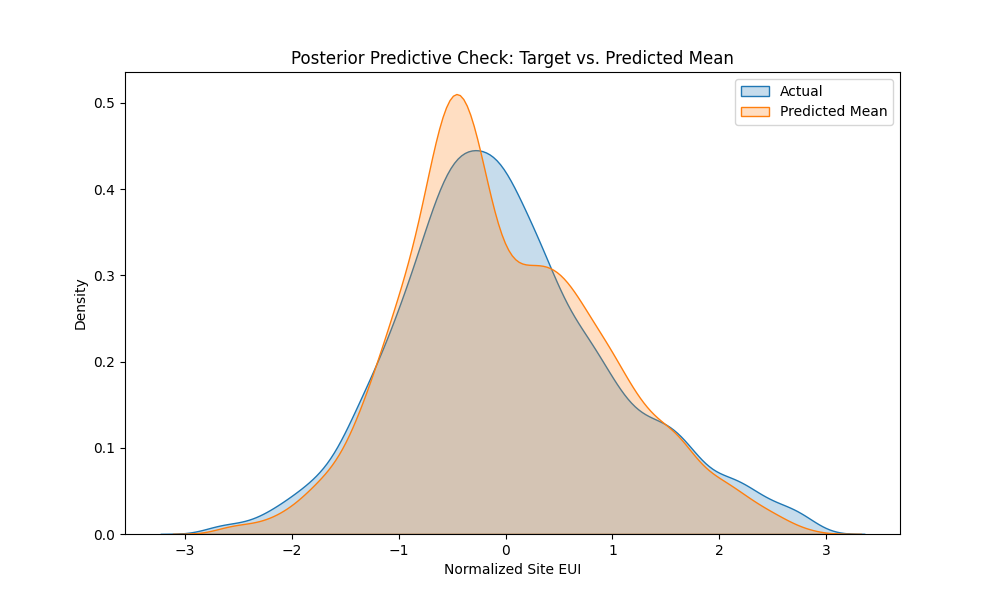 Posterior Predictive Check: Target vs. Predicted Mean
Actual
Predicted Mean
Density
0.5
0.4
0.3
0.2
0.1
0.0
−3
−2
−1
0
1
2
3
Normalized Site EUI